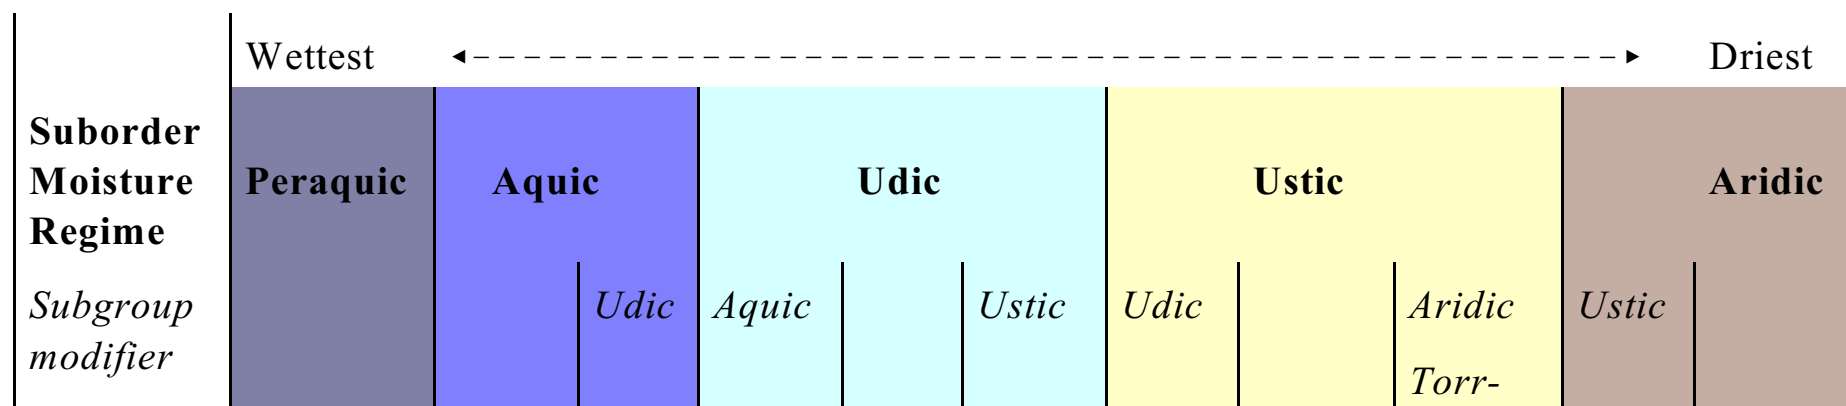 Wettest Driest
Suborder
Moisture
Regime
Peraquic Aquic Udic Ustic Aridic
Subgroup
modifier
Udic Aquic Ustic Udic Aridic Ustic
Torr-